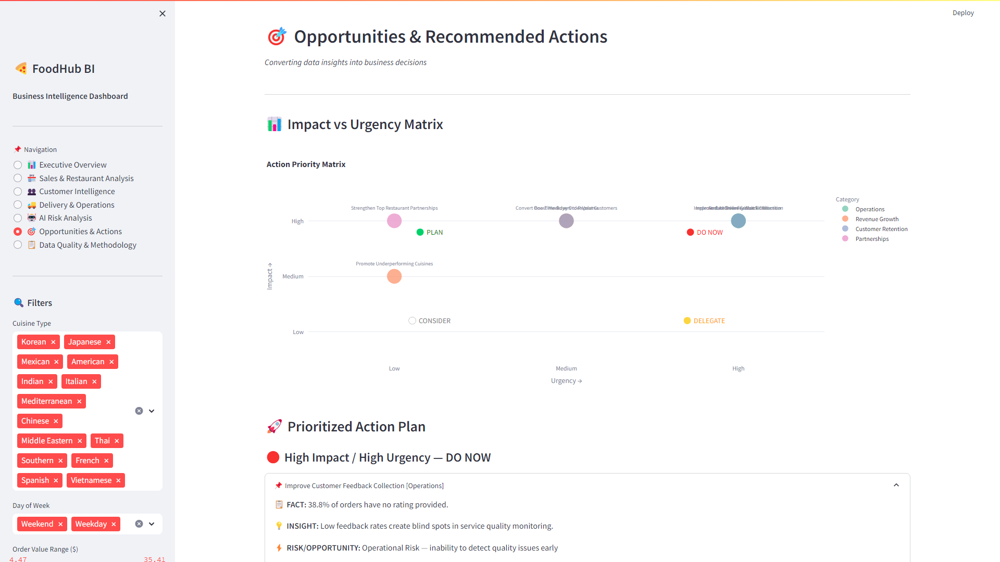 Deploy
🍕 FoodHub BI
Business Intelligence Dashboard
📌 Navigation
📊 Executive Overview
🏪 Sales & Restaurant Analysis
👥 Customer Intelligence
🚚 Delivery & Operations
🤖 AI Risk Analysis
🎯 Opportunities & Actions
📋 Data Quality & Methodology
🔍 Filters
Cuisine Type
Korean × Japanese ×
Mexican × American ×
Indian × Italian ×
Mediterranean ×
Chinese ×
Middle Eastern × Thai ×
Southern × French ×
Spanish × Vietnamese ×
Day of Week
Weekend × Weekday ×
Order Value Range ($)
4.47 35.41
🎯 Opportunities & Recommended Actions
Converting data insights into business decisions
📊 Impact vs Urgency Matrix
Action Priority Matrix
Strengthen Top Restaurant Partnerships
High
PLAN
DO NOW
Promote Underperforming Cuisines
Impact →
Medium
CONSIDER
DELEGATE
Low
Low Medium High
Urgency →
Category
Operations
Revenue Growth
Customer Retention
Partnerships
🚀 Prioritized Action Plan
🔴 High Impact / High Urgency — DO NOW
📌 Improve Customer Feedback Collection [Operations]
📋 FACT: 38.8% of orders have no rating provided.
💡 INSIGHT: Low feedback rates create blind spots in service quality monitoring.
⚡ RISK/OPPORTUNITY: Operational Risk — inability to detect quality issues early